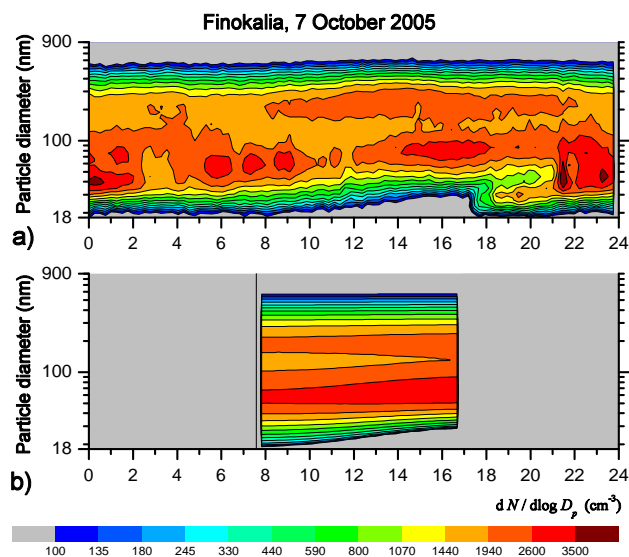 Finokalia, 7 October 2005
900
100
18
Particle diameter (nm)
a)
0 2 4 6 8 10 12 14 16 18 20 22 24
900
100
18
Particle diameter (nm)
b)
0 2 4 6 8 10 12 14 16 18 20 22 24
d N / dlog D_p (cm⁻³)
100 135 180 245 330 440 590 800 1070 1440 1940 2600 3500